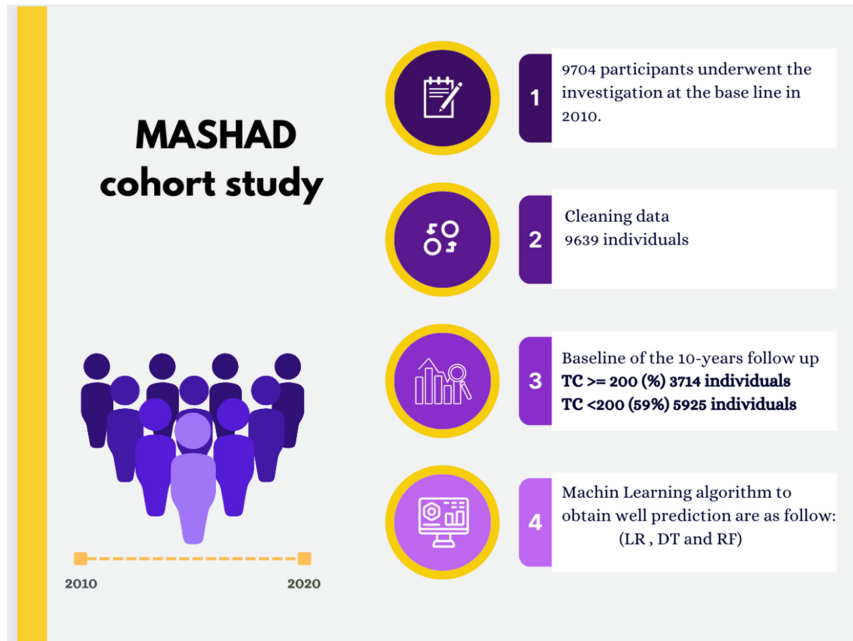 MASHAD
cohort study
2010
2020
1
9704 participants underwent the
investigation at the base line in
2010.
2
Cleaning data
9639 individuals
3
Baseline of the 10-years follow up
TC >= 200 (%) 3714 individuals
TC <200 (59%) 5925 individuals
4
Machin Learning algorithm to
obtain well prediction are as follow:
(LR , DT and RF)